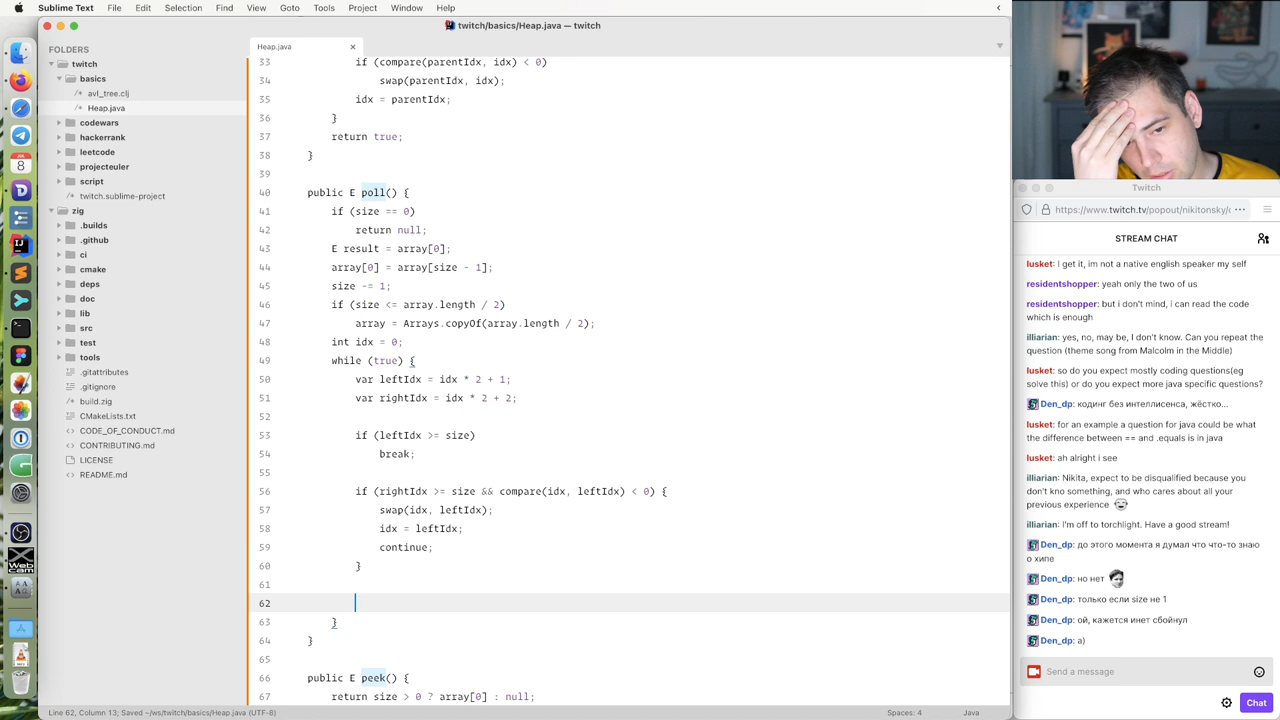 Sublime Text File Edit Selection Find View Goto Tools Project Window Help
twitch/basics/Heap.java — twitch
FOLDERS
twitch
basics
avl_tree.clj
Heap.java
codewars
hackerrank
leetcode
projecteuler
script
twitch.sublime-project
zig
.builds
.github
ci
cmake
deps
doc
lib
src
test
tools
.gitattributes
.gitignore
build.zig
CMakeLists.txt
CODE_OF_CONDUCT.md
CONTRIBUTING.md
LICENSE
README.md
Heap.java
33 if (compare(parentIdx, idx) < 0)
34 swap(parentIdx, idx);
35 idx = parentIdx;
36 }
37 return true;
38 }
39
40 public E poll() {
41 if (size == 0)
42 return null;
43 E result = array[0];
44 array[0] = array[size - 1];
45 size -= 1;
46 if (size <= array.length / 2)
47 array = Arrays.copyOf(array.length / 2);
48 int idx = 0;
49 while (true) {
50 var leftIdx = idx * 2 + 1;
51 var rightIdx = idx * 2 + 2;
52
53 if (leftIdx >= size)
54 break;
55
56 if (rightIdx >= size && compare(idx, leftIdx) < 0) {
57 swap(idx, leftIdx);
58 idx = leftIdx;
59 continue;
60 }
61
62
63 }
64 }
65
66 public E peek() {
67 return size > 0 ? array[0] : null;
Line 62, Column 13; Saved ~/ws/twitch/basics/Heap.java (UTF-8)
Spaces: 4
Java
Twitch
https://www.twitch.tv/popout/nikitonsky/
STREAM CHAT
lusket: I get it, im not a native english speaker my self
residentshopper: yeah only the two of us
residentshopper: but i don't mind, i can read the code
which is enough
illiarian: yes, no, may be, I don't know. Can you repeat the
question (theme song from Malcolm in the Middle)
lusket: so do you expect mostly coding questions(eg
solve this) or do you expect more java specific questions?
Den_dp: кодинг без интеллисенса, жёстко...
lusket: for an example a question for java could be what
the difference between == and .equals is in java
lusket: ah alright i see
illiarian: Nikita, expect to be disqualified because you
don't kno something, and who cares about all your
previous experience
illiarian: I'm off to torchlight. Have a good stream!
Den_dp: до этого момента я думал что что-то знаю
о хипе
Den_dp: но нет
Den_dp: только если size не 1
Den_dp: ой, кажется инет сбойнул
Den_dp: а)
Send a message
Chat